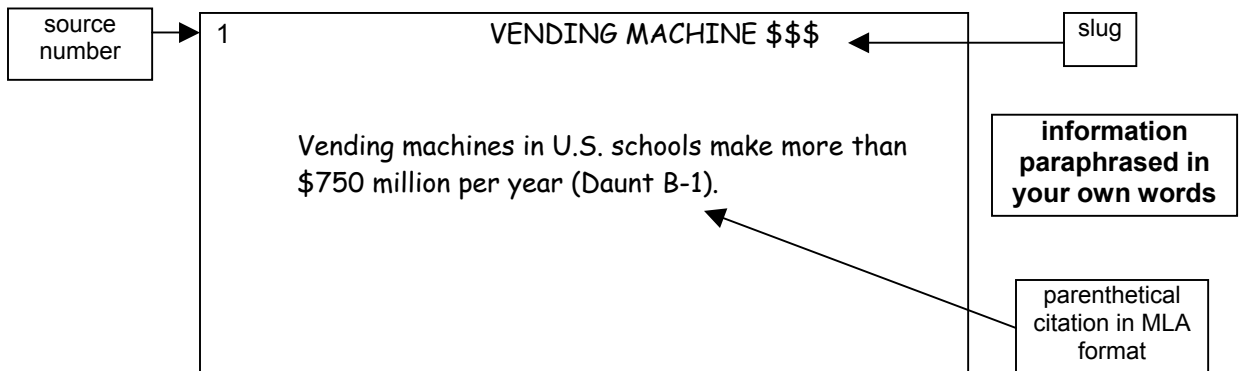 source
number
1
VENDING MACHINE $$$
slug
Vending machines in U.S. schools make more than
$750 million per year (Daunt B-1).
information
paraphrased in
your own words
parenthetical
citation in MLA
format